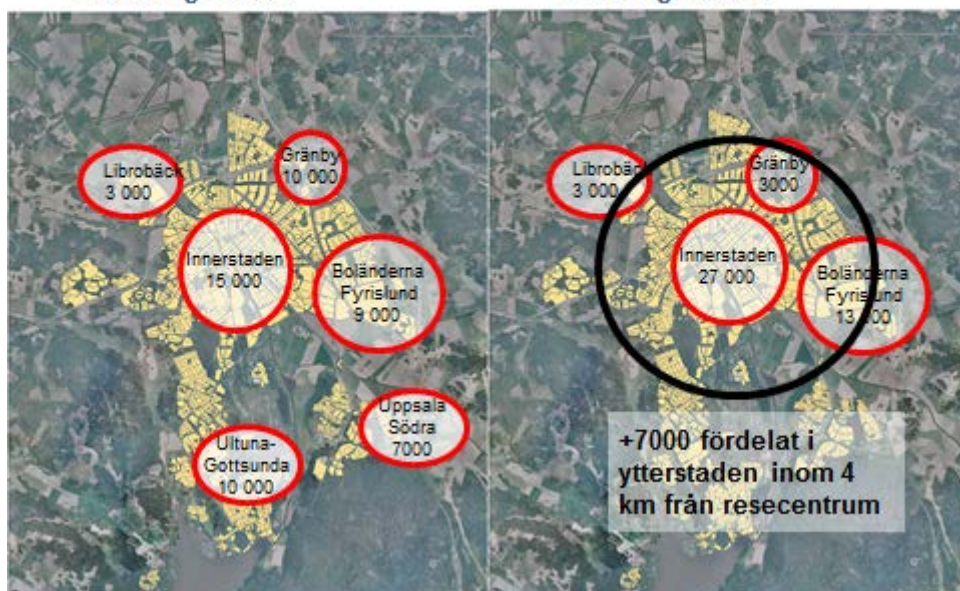 Librobäck
3 000
Gränby
10 000
Innerstaden
15 000
Boländerna
Fyrislund
9 000
Uppsala
Södra
7000
Ultuna-
Gottsunda
10 000
3 000
Gränby
3000
Innerstaden
27 000
Boländerna
Fyrislund
+7000 fördelat i
ytterstaden inom 4
km från resecentrum